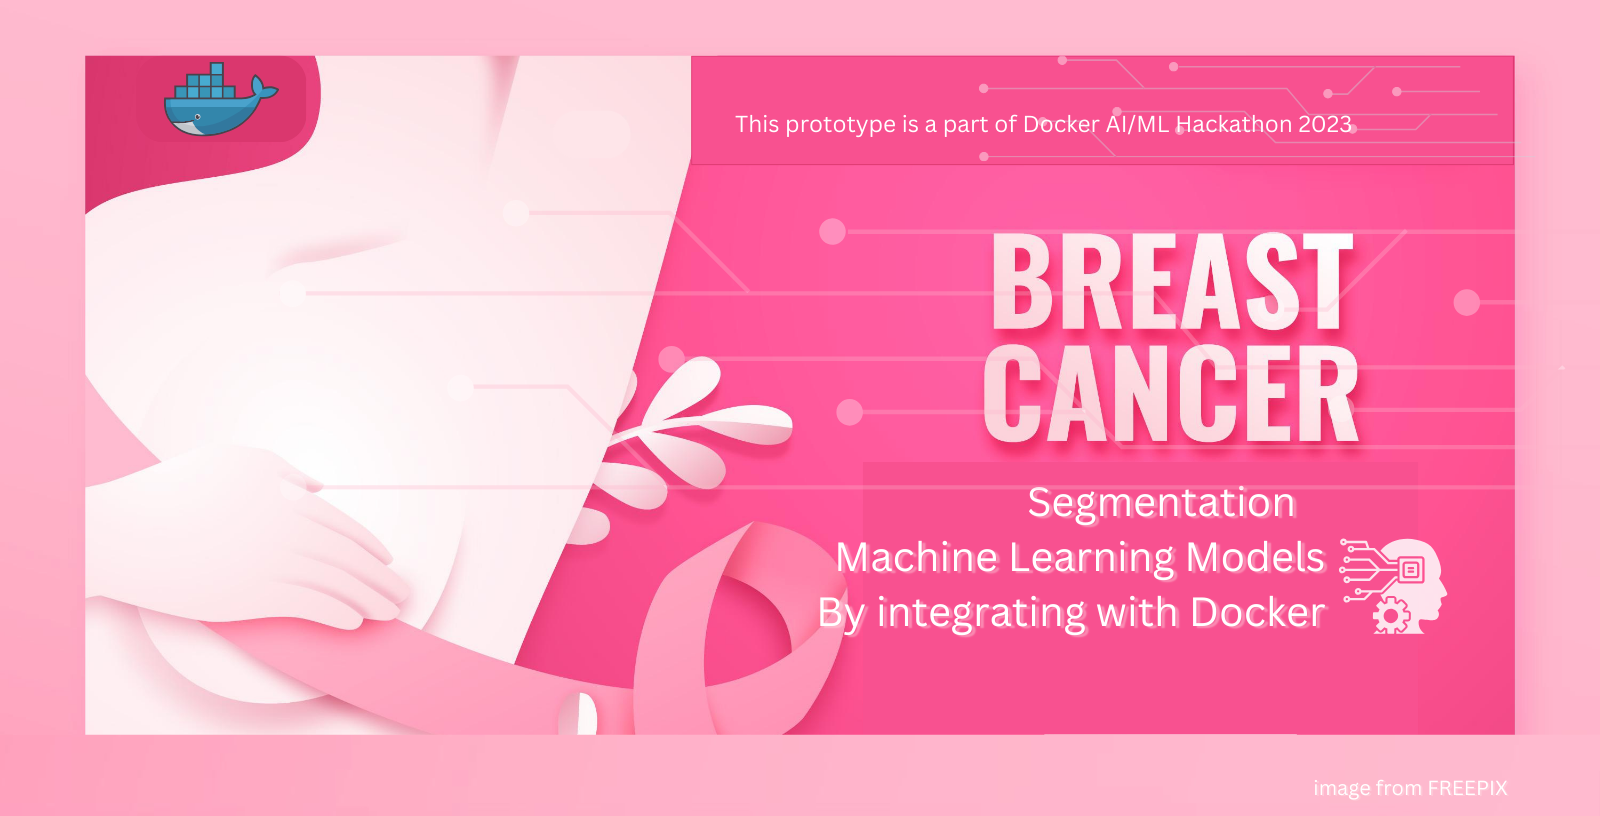 This prototype is a part of Docker AI/ML Hackathon 2023
BREAST
CANCER
Segmentation
Machine Learning Models
By integrating with Docker
image from FREEPIX